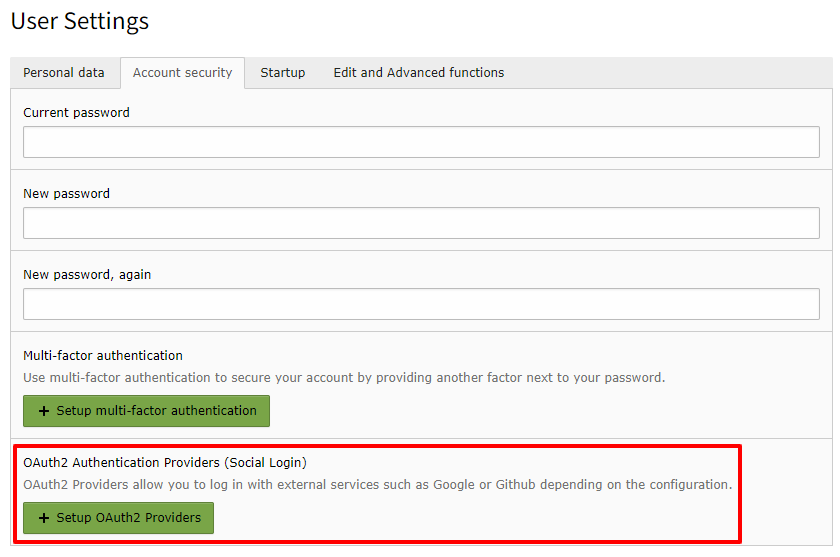 User Settings
Personal data Account security Startup Edit and Advanced functions
Current password
New password
New password, again
Multi-factor authentication
Use multi-factor authentication to secure your account by providing another factor next to your password.
+ Setup multi-factor authentication
OAuth2 Authentication Providers (Social Login)
OAuth2 Providers allow you to log in with external services such as Google or Github depending on the configuration.
+ Setup OAuth2 Providers